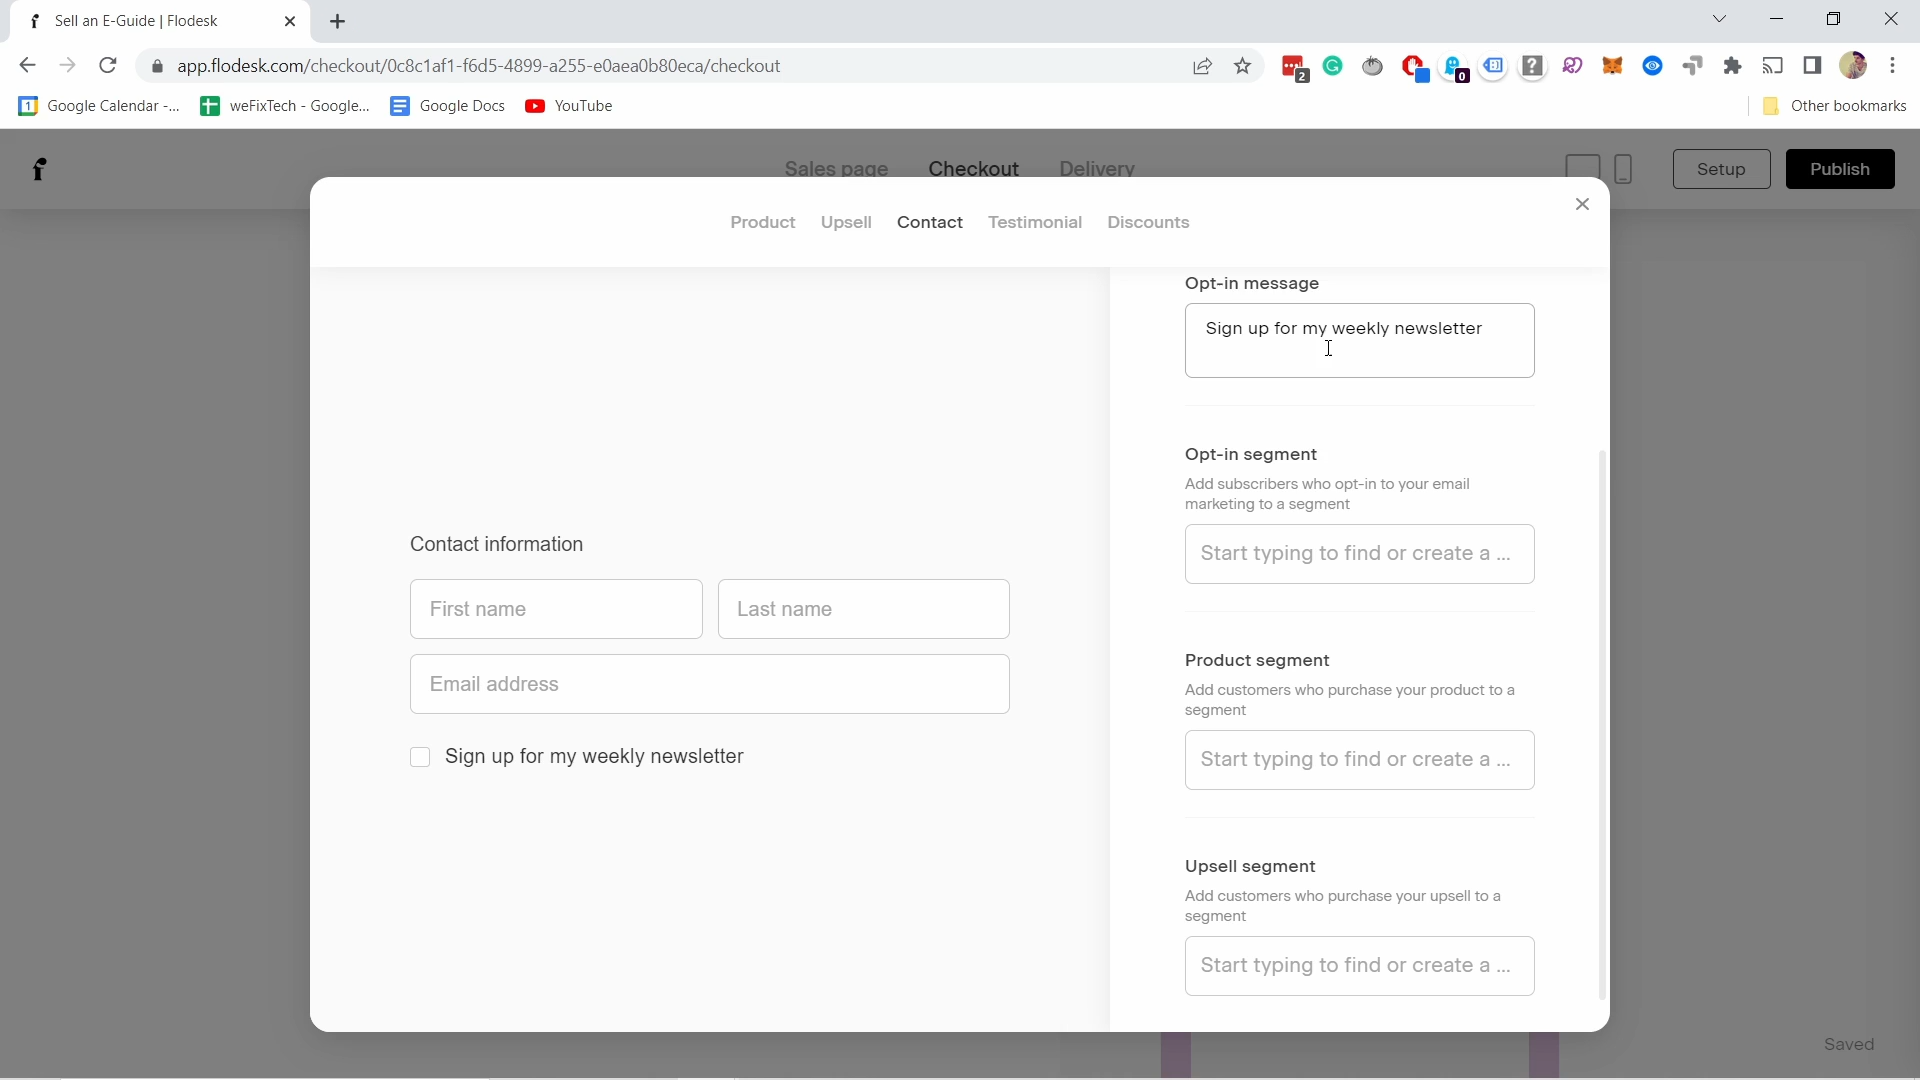 Sell an E-Guide | Flodesk
app.flodesk.com/checkout/0c8c1af1-f6d5-4899-a255-e0aea0b80eca/checkout
2
0
1 Google Calendar -... weFixTech - Google... Google Docs YouTube Other bookmarks
Sales page Checkout Delivery Setup Publish
Product Upsell Contact Testimonial Discounts
Opt-in message
Sign up for my weekly newsletter
Opt-in segment
Add subscribers who opt-in to your email
marketing to a segment
Start typing to find or create a ...
Contact information
First name Last name
Email address
Sign up for my weekly newsletter
Product segment
Add customers who purchase your product to a
segment
Start typing to find or create a ...
Upsell segment
Add customers who purchase your upsell to a
segment
Start typing to find or create a ...
Saved